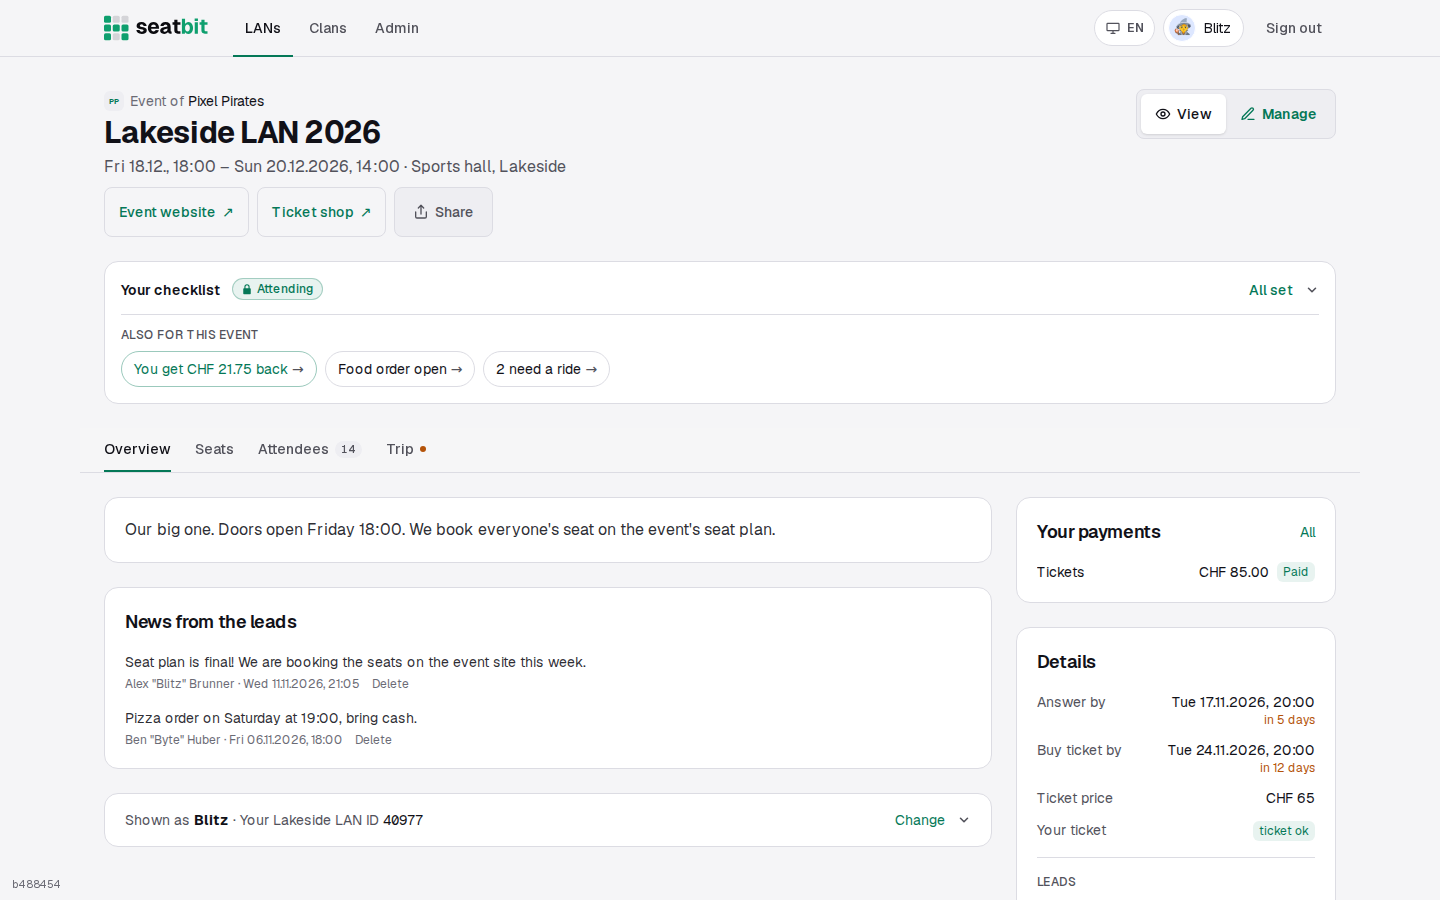 seatbit LANs Clans Admin EN Blitz Sign out
PP Event of Pixel Pirates
Lakeside LAN 2026
View Manage
Fri 18.12., 18:00 – Sun 20.12.2026, 14:00 · Sports hall, Lakeside
Event website ↗ Ticket shop ↗ Share
Your checklist Attending All set
ALSO FOR THIS EVENT
You get CHF 21.75 back → Food order open → 2 need a ride →
Overview Seats Attendees 14 Trip
Our big one. Doors open Friday 18:00. We book everyone's seat on the event's seat plan.
News from the leads
Seat plan is final! We are booking the seats on the event site this week.
Alex "Blitz" Brunner · Wed 11.11.2026, 21:05 Delete
Pizza order on Saturday at 19:00, bring cash.
Ben "Byte" Huber · Fri 06.11.2026, 18:00 Delete
Shown as Blitz · Your Lakeside LAN ID 40977 Change
Your payments All
Tickets CHF 85.00 Paid
Details
Answer by Tue 17.11.2026, 20:00
in 5 days
Buy ticket by Tue 24.11.2026, 20:00
in 12 days
Ticket price CHF 65
Your ticket ticket ok
LEADS
b488454